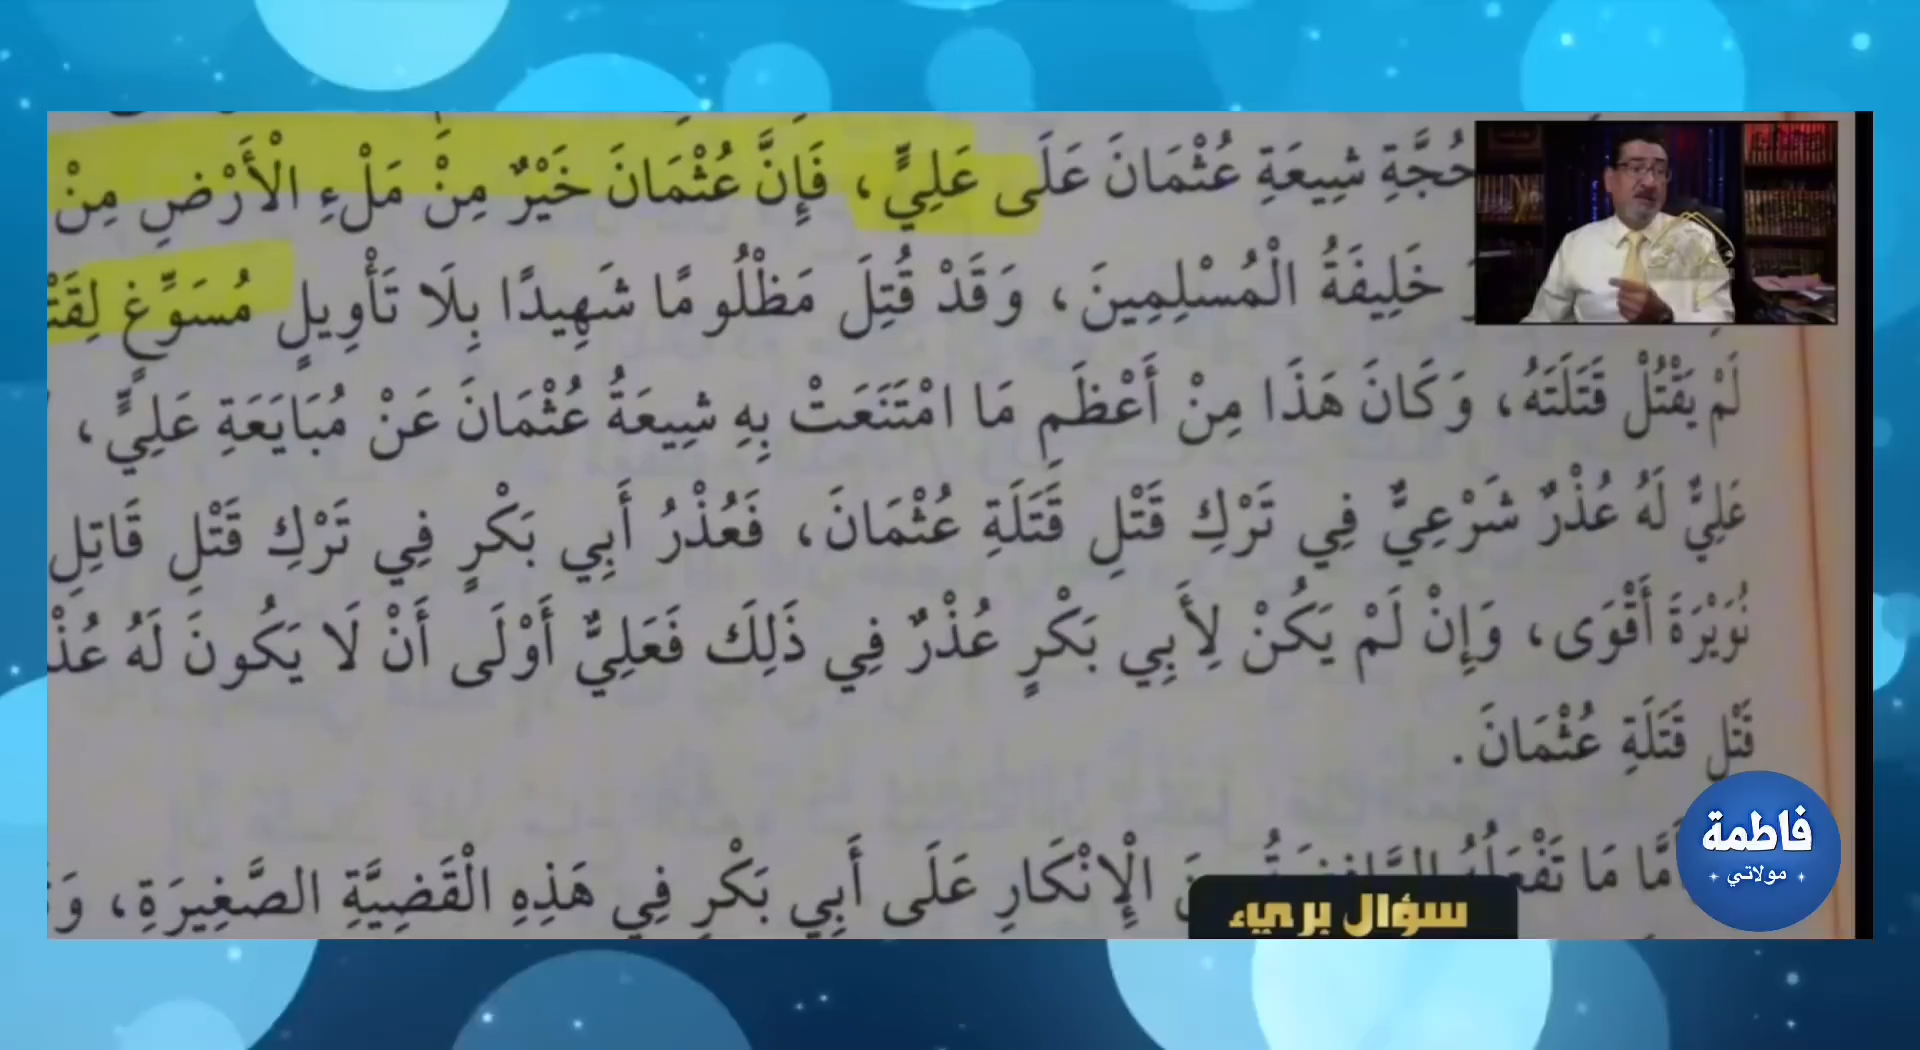 حُجَّةِ شِيعَةِ عُثْمَانَ عَلَى عَلِيٍّ، فَإِنَّ عُثْمَانَ خَيْرٌ مِنْ مَلْءِ الْأَرْضِ مِنْ
خَلِيفَةُ الْمُسْلِمِينَ، وَقَدْ قُتِلَ مَظْلُومًا شَهِيدًا بِلَا تَأْوِيلٍ مُسَوِّغٍ
لَمْ يَقْتُلْ قَتَلَتَهُ، وَكَانَ هَذَا مِنْ أَعْظَمِ مَا امْتَنَعَتْ بِهِ شِيعَةُ عُثْمَانَ عَنْ مُبَايَعَةِ عَلِيٍّ،
عَلِيٌّ لَهُ عُذْرٌ شَرْعِيٌّ فِي تَرْكِ قَتْلِ قَتَلَةِ عُثْمَانَ، فَعُذْرُ أَبِي بَكْرٍ فِي تَرْكِ قَتْلِ قَاتِلِ
نُوَيْرَةَ أَقْوَى، وَإِنْ لَمْ يَكُنْ لِأَبِي بَكْرٍ عُذْرٌ فِي ذَلِكَ فَعَلِيٌّ أَوْلَى أَنْ لَا يَكُونَ لَهُ
قَتْلِ قَتَلَةِ عُثْمَانَ.
مَا تَفْعَلُهُ الْإِنْكَارِ عَلَى أَبِي بَكْرٍ فِي هَذِهِ الْقَضِيَّةِ الصَّغِيرَةِ،
فاطمة
مولاتي
سؤال بريء